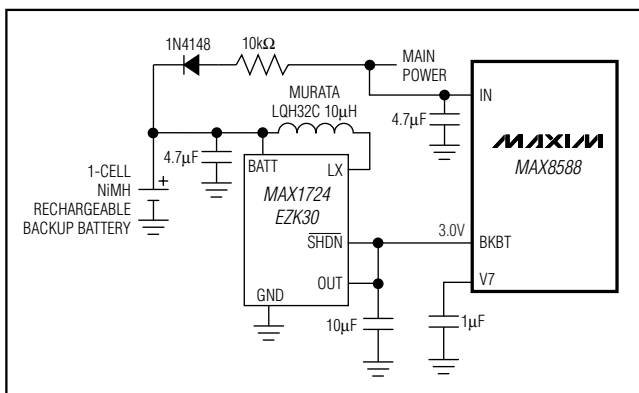 1N4148
10kΩ
MAIN
POWER
MURATA
LQH32C 10µH
IN
4.7µF
MAXIM
MAX8588
4.7µF
BATT
LX
1-CELL
NiMH
RECHARGEABLE
BACKUP BATTERY
+
MAX1724
EZK30
SHDN
3.0V
BKBT
OUT
V7
GND
10µF
1µF